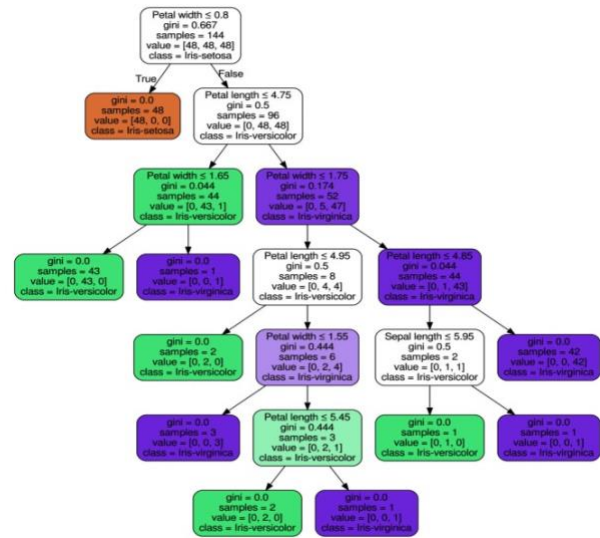 Petal width ≤ 0.8
gini = 0.667
samples = 144
value = [48, 48, 48]
class = Iris-setosa
True
False
gini = 0.0
samples = 48
value = [48, 0, 0]
class = Iris-setosa
Petal length ≤ 4.75
gini = 0.5
samples = 96
value = [0, 48, 48]
class = Iris-versicolor
Petal width ≤ 1.65
gini = 0.044
samples = 44
value = [0, 43, 1]
class = Iris-versicolor
Petal width ≤ 1.75
gini = 0.174
samples = 52
value = [0, 5, 47]
class = Iris-virginica
gini = 0.0
samples = 43
value = [0, 43, 0]
class = Iris-versicolor
gini = 0.0
samples = 1
value = [0, 0, 1]
class = Iris-virginica
Petal length ≤ 4.95
gini = 0.5
samples = 8
value = [0, 4, 4]
class = Iris-versicolor
Petal length ≤ 4.85
gini = 0.044
samples = 44
value = [0, 1, 43]
class = Iris-virginica
gini = 0.0
samples = 2
value = [0, 2, 0]
class = Iris-versicolor
Petal width ≤ 1.55
gini = 0.444
samples = 6
value = [0, 2, 4]
class = Iris-virginica
Sepal length ≤ 5.95
gini = 0.5
samples = 2
value = [0, 1, 1]
class = Iris-versicolor
gini = 0.0
samples = 42
value = [0, 0, 42]
class = Iris-virginica
gini = 0.0
samples = 3
value = [0, 0, 3]
class = Iris-virginica
Petal length ≤ 5.45
gini = 0.444
samples = 3
value = [0, 2, 1]
class = Iris-versicolor
gini = 0.0
samples = 1
value = [0, 1, 0]
class = Iris-versicolor
gini = 0.0
samples = 1
value = [0, 0, 1]
class = Iris-virginica
gini = 0.0
samples = 2
value = [0, 2, 0]
class = Iris-versicolor
gini = 0.0
samples = 1
value = [0, 0, 1]
class = Iris-virginica